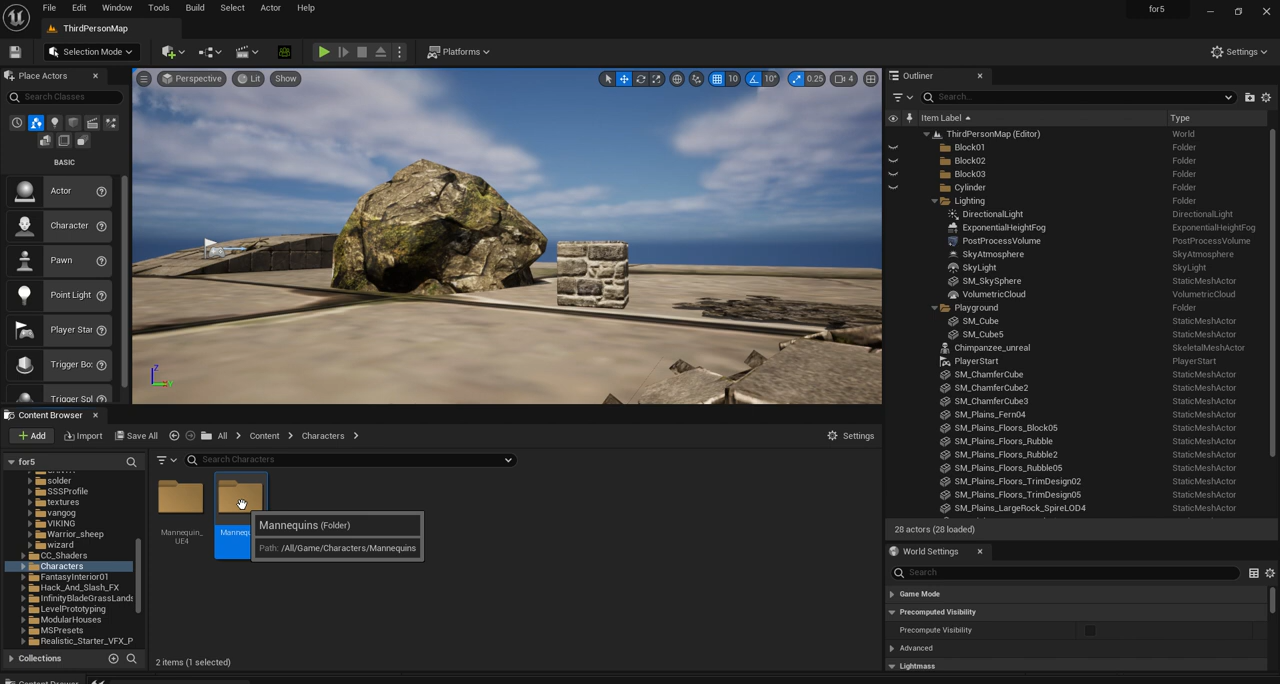 File Edit Window Tools Build Select Actor Help
for5
ThirdPersonMap
Selection Mode
Platforms
Settings
Place Actors
Search Classes
BASIC
Actor
Character
Pawn
Point Light
Player Star
Trigger Bo:
Trigger Spl
Perspective
Lit
Show
10
10°
0.25
4
Z
Y
Outliner
Search...
Item Label Type
ThirdPersonMap (Editor) World
Block01 Folder
Block02 Folder
Block03 Folder
Cylinder Folder
Lighting Folder
DirectionalLight DirectionalLight
ExponentialHeightFog ExponentialHeightFog
PostProcessVolume PostProcessVolume
SkyAtmosphere SkyAtmosphere
SkyLight SkyLight
SM_SkySphere StaticMeshActor
VolumetricCloud VolumetricCloud
Playground Folder
SM_Cube StaticMeshActor
SM_Cube5 StaticMeshActor
Chimpanzee_unreal SkeletalMeshActor
PlayerStart PlayerStart
SM_ChamferCube StaticMeshActor
SM_ChamferCube2 StaticMeshActor
SM_ChamferCube3 StaticMeshActor
SM_Plains_Fern04 StaticMeshActor
SM_Plains_Floors_Block05 StaticMeshActor
SM_Plains_Floors_Rubble StaticMeshActor
SM_Plains_Floors_Rubble2 StaticMeshActor
SM_Plains_Floors_Rubble05 StaticMeshActor
SM_Plains_Floors_TrimDesign02 StaticMeshActor
SM_Plains_Floors_TrimDesign05 StaticMeshActor
SM_Plains_LargeRock_SpireLOD4 StaticMeshActor
28 actors (28 loaded)
World Settings
Search
Game Mode
Precomputed Visibility
Precompute Visibility
Advanced
Lightmass
Content Browser
Add
Import
Save All
All
Content
Characters
Settings
for5
solder
SSSProfile
textures
vangog
VIKING
Warrior_sheep
wizard
CC_Shaders
Characters
FantasyInterior01
Hack_And_Slash_FX
InfinityBladeGrassLands
LevelPrototyping
ModularHouses
MSPresets
Realistic_Starter_VFX_P
Collections
Search Characters
Mannequin_
UE4
Mannequ
Mannequins (Folder)
Path: /All/Game/Characters/Mannequins
2 items (1 selected)